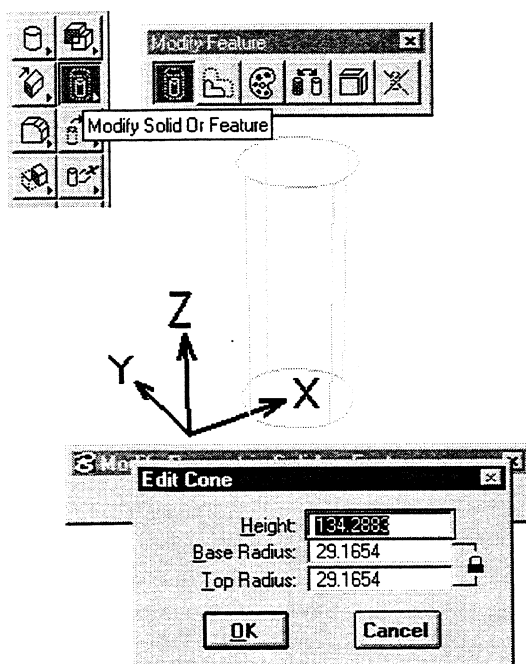 Modify Feature
Modify Solid Or Feature
Z
Y
X
Edit Cone
Height: 134.2883
Base Radius: 29.1654
Top Radius: 29.1654
OK
Cancel